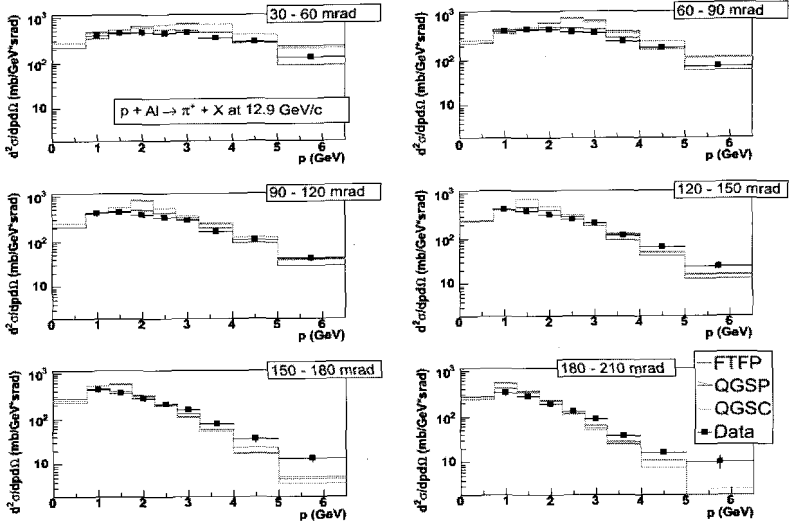 30 - 60 mrad
d²σ/dpdΩ (mb/GeV*srad)
10³
10²
10
p + Al → π⁺ + X at 12.9 GeV/c
0 1 2 3 4 5 6
p (GeV)
60 - 90 mrad
d²σ/dpdΩ (mb/GeV*srad)
10³
10²
10
0 1 2 3 4 5 6
p (GeV)
90 - 120 mrad
d²σ/dpdΩ (mb/GeV*srad)
10³
10²
10
0 1 2 3 4 5 6
p (GeV)
120 - 150 mrad
d²σ/dpdΩ (mb/GeV*srad)
10³
10²
10
0 1 2 3 4 5 6
p (GeV)
150 - 180 mrad
d²σ/dpdΩ (mb/GeV*srad)
10³
10²
10
0 1 2 3 4 5 6
p (GeV)
180 - 210 mrad
d²σ/dpdΩ (mb/GeV*srad)
10³
10²
10
0 1 2 3 4 5 6
p (GeV)
FTFP
QGSP
QGSC
Data